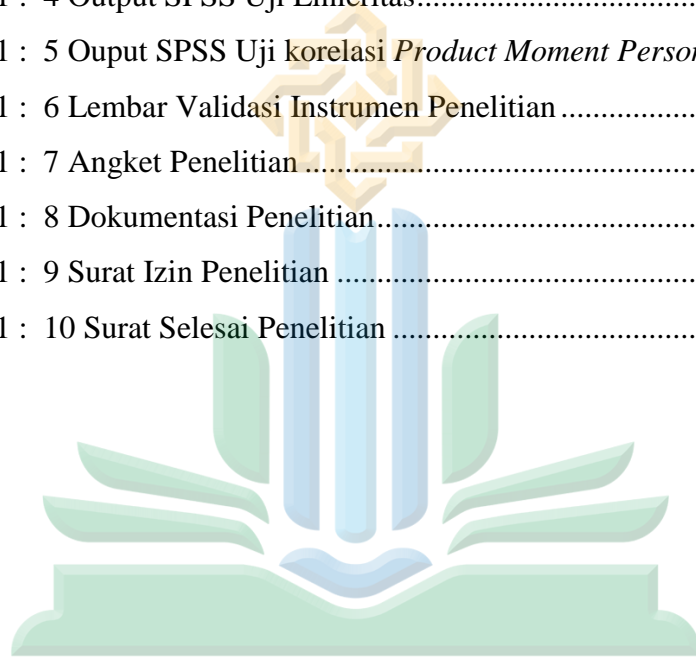 1 : 4 Output SPSS Uji Linieritas
1 : 5 Ouput SPSS Uji korelasi Product Moment Person
1 : 6 Lembar Validasi Instrumen Penelitian
1 : 7 Angket Penelitian
1 : 8 Dokumentasi Penelitian
1 : 9 Surat Izin Penelitian
1 : 10 Surat Selesai Penelitian